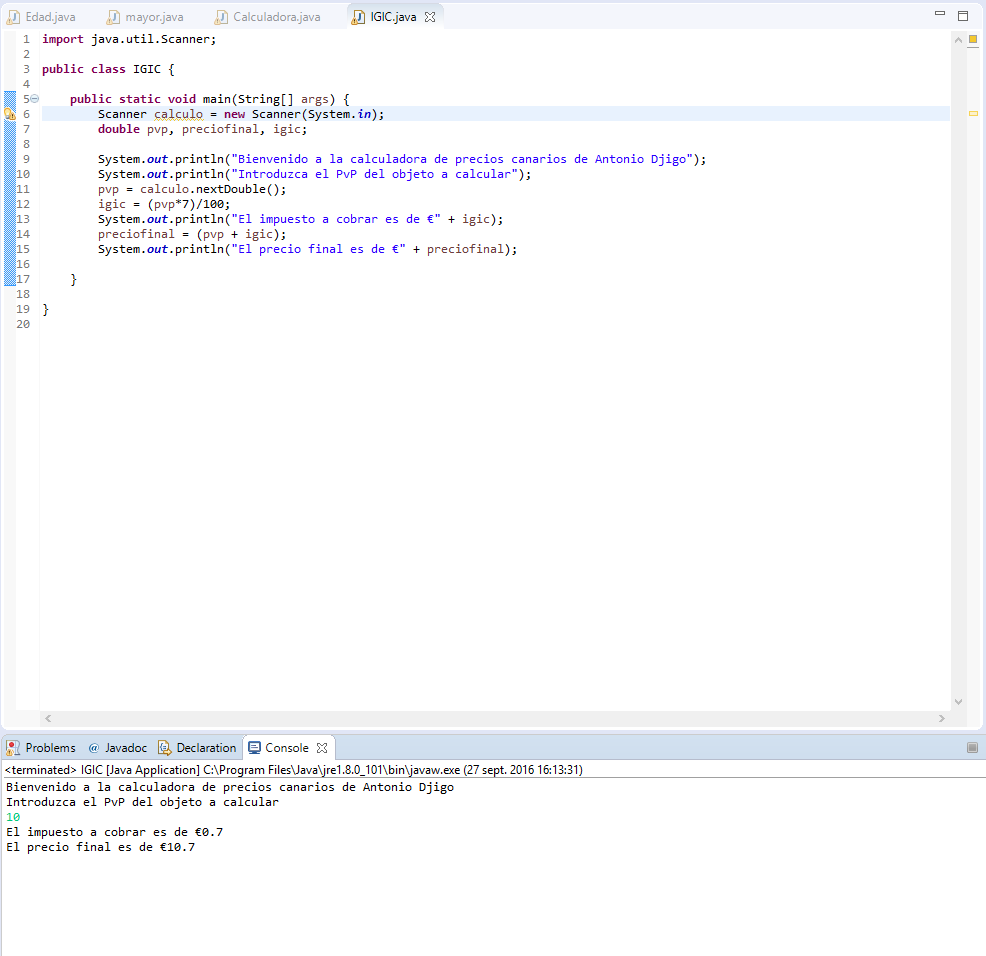 Edad.java mayor.java Calculadora.java IGIC.java
1 import java.util.Scanner;
2
3 public class IGIC {
4
5 public static void main(String[] args) {
6 Scanner calculo = new Scanner(System.in);
7 double pvp, preciofinal, igic;
8
9 System.out.println("Bienvenido a la calculadora de precios canarios de Antonio Djigo");
10 System.out.println("Introduzca el PvP del objeto a calcular");
11 pvp = calculo.nextDouble();
12 igic = (pvp*7)/100;
13 System.out.println("El impuesto a cobrar es de €" + igic);
14 preciofinal = (pvp + igic);
15 System.out.println("El precio final es de €" + preciofinal);
16
17 }
18
19 }
20
Problems @ Javadoc Declaration Console
<terminated> IGIC [Java Application] C:\Program Files\Java\jre1.8.0_101\bin\javaw.exe (27 sept. 2016 16:13:31)
Bienvenido a la calculadora de precios canarios de Antonio Djigo
Introduzca el PvP del objeto a calcular
10
El impuesto a cobrar es de €0.7
El precio final es de €10.7